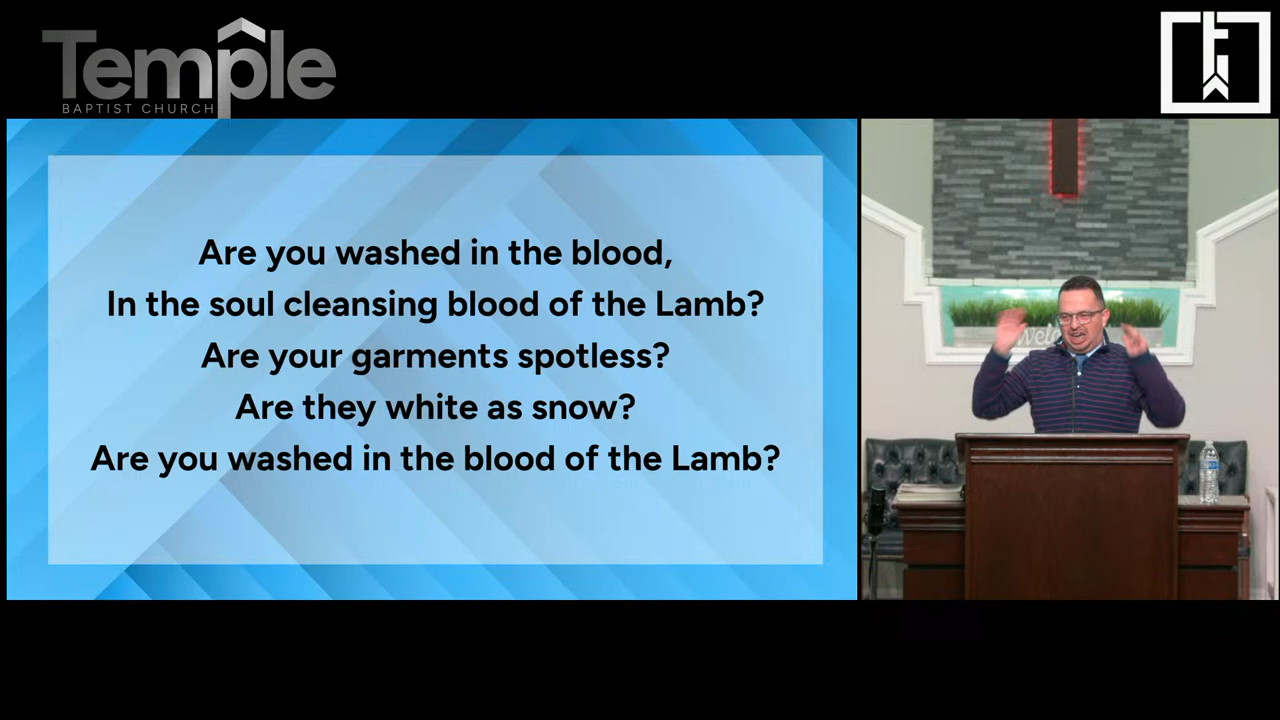 Temple
BAPTIST CHURCH
Are you washed in the blood,
In the soul cleansing blood of the Lamb?
Are your garments spotless?
Are they white as snow?
Are you washed in the blood of the Lamb?